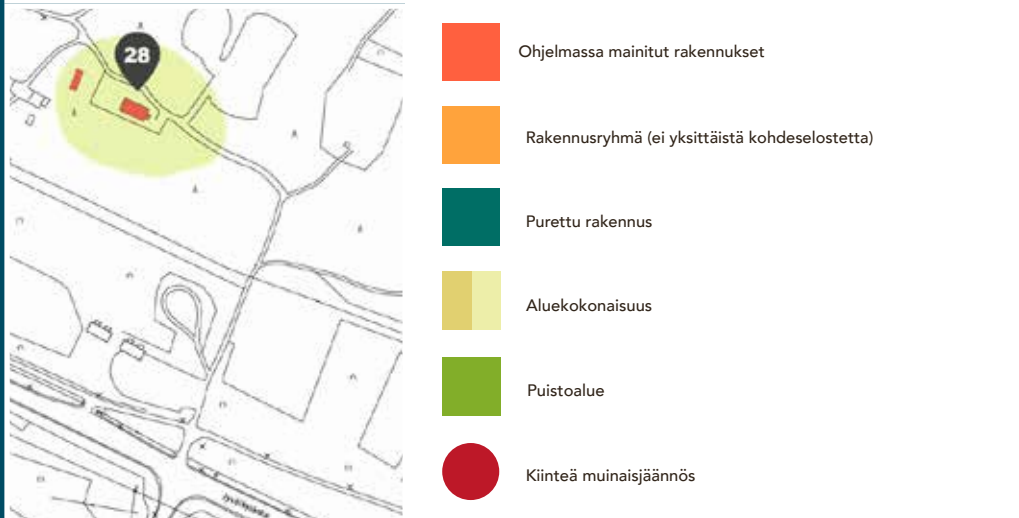 28
Ohjelmassa mainitut rakennukset
Rakennusryhmä (ei yksittäistä kohdeselostetta)
Purettu rakennus
Aluekokonaisuus
Puistoalue
Kiinteä muinaisjäännös